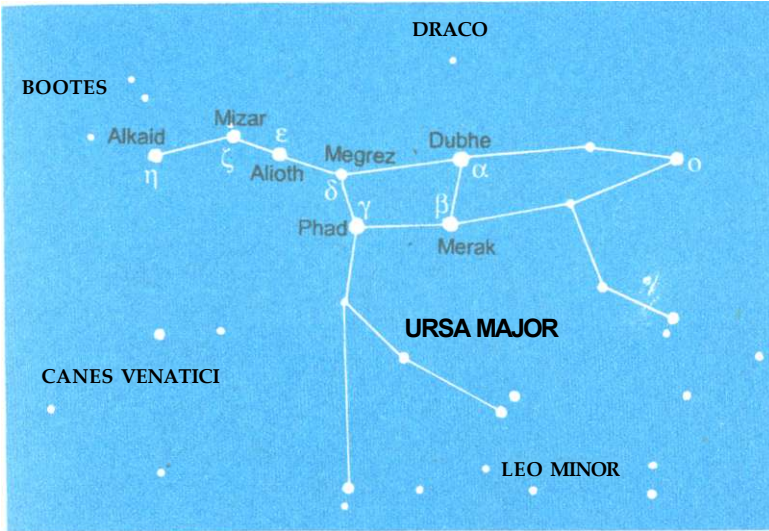 DRACO
BOOTES
Mizar
Alkaid
ε
Dubhe
Megrez
η
ζ
Alioth
α
ο
δ
γ
β
Phad
Merak
URSA MAJOR
CANES VENATICI
LEO MINOR